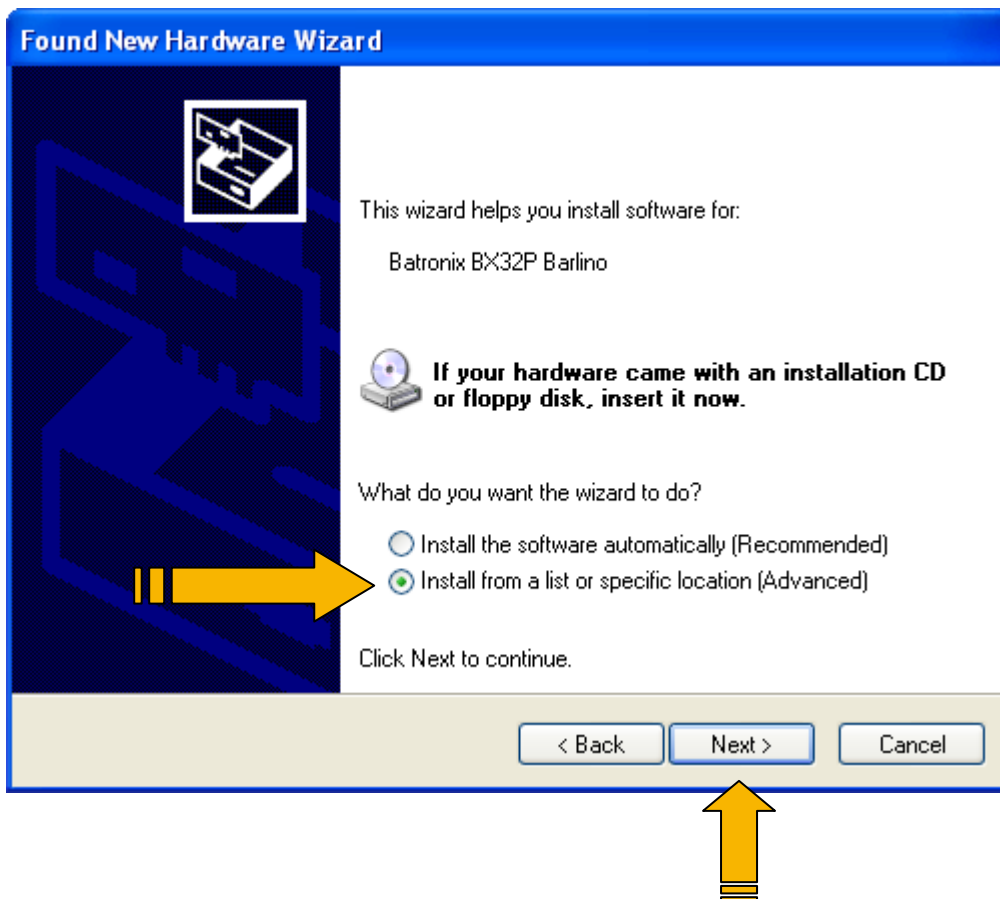 Found New Hardware Wizard
This wizard helps you install software for:
Batronix BX32P Barlino
If your hardware came with an installation CD
or floppy disk, insert it now.
What do you want the wizard to do?
Install the software automatically (Recommended)
Install from a list or specific location (Advanced)
Click Next to continue.
< Back Next > Cancel